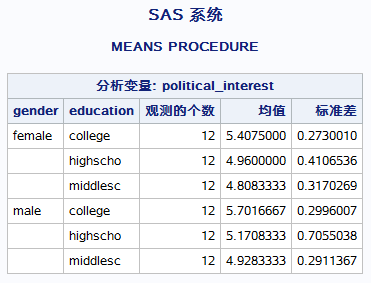 SAS 系统
MEANS PROCEDURE
分析变量: political_interest
gender education 观测的个数 均值 标准差
female college 12 5.4075000 0.2730010
highscho 12 4.9600000 0.4106536
middlesc 12 4.8083333 0.3170269
male college 12 5.7016667 0.2996007
highscho 12 5.1708333 0.7055038
middlesc 12 4.9283333 0.2911367